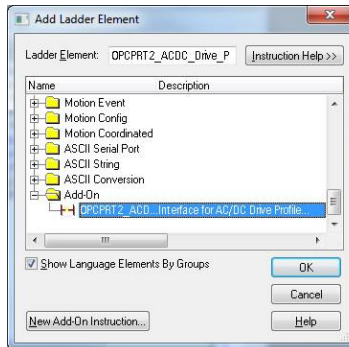 Add Ladder Element
Ladder Element: OPCPRT2_ACDC_Drive_P Instruction Help >>
Name Description
Motion Event
Motion Config
Motion Coordinated
ASCII Serial Port
ASCII String
ASCII Conversion
Add-On
OPCPRT2_ACD...Interface for AC/DC Drive Profile...
Show Language Elements By Groups
OK
Cancel
New Add-On Instruction...
Help